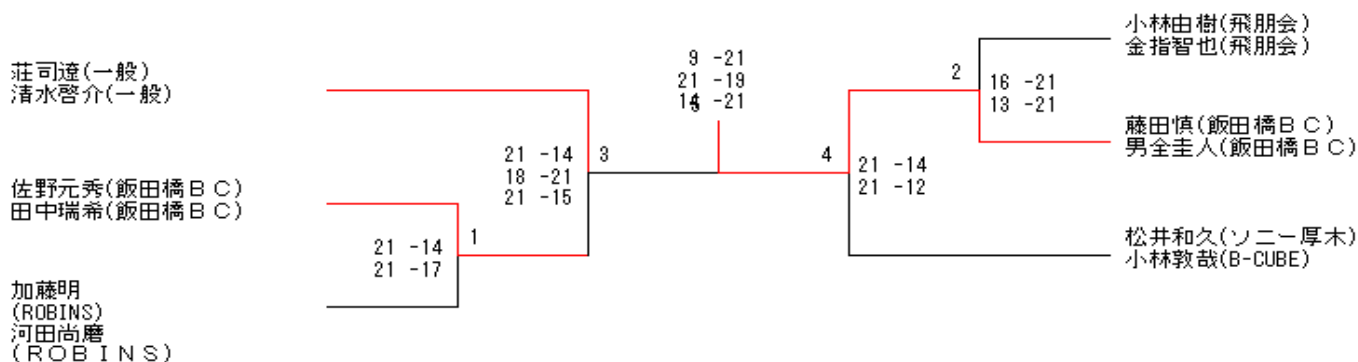 荘司遼(一般)
清水啓介(一般)
佐野元秀(飯田橋ＢＣ)
田中瑞希(飯田橋ＢＣ)
加藤明
(ROBINS)
河田尚磨
(ＲＯＢＩＮＳ)
21 -14
21 -17
1
21 -14
18 -21
21 -15
3
9 -21
21 -19
14 -21
4
21 -14
21 -12
2
16 -21
13 -21
小林由樹(飛朋会)
金指智也(飛朋会)
藤田慎(飯田橋ＢＣ)
男全圭人(飯田橋ＢＣ)
松井和久(ソニー厚木)
小林敦哉(B-CUBE)